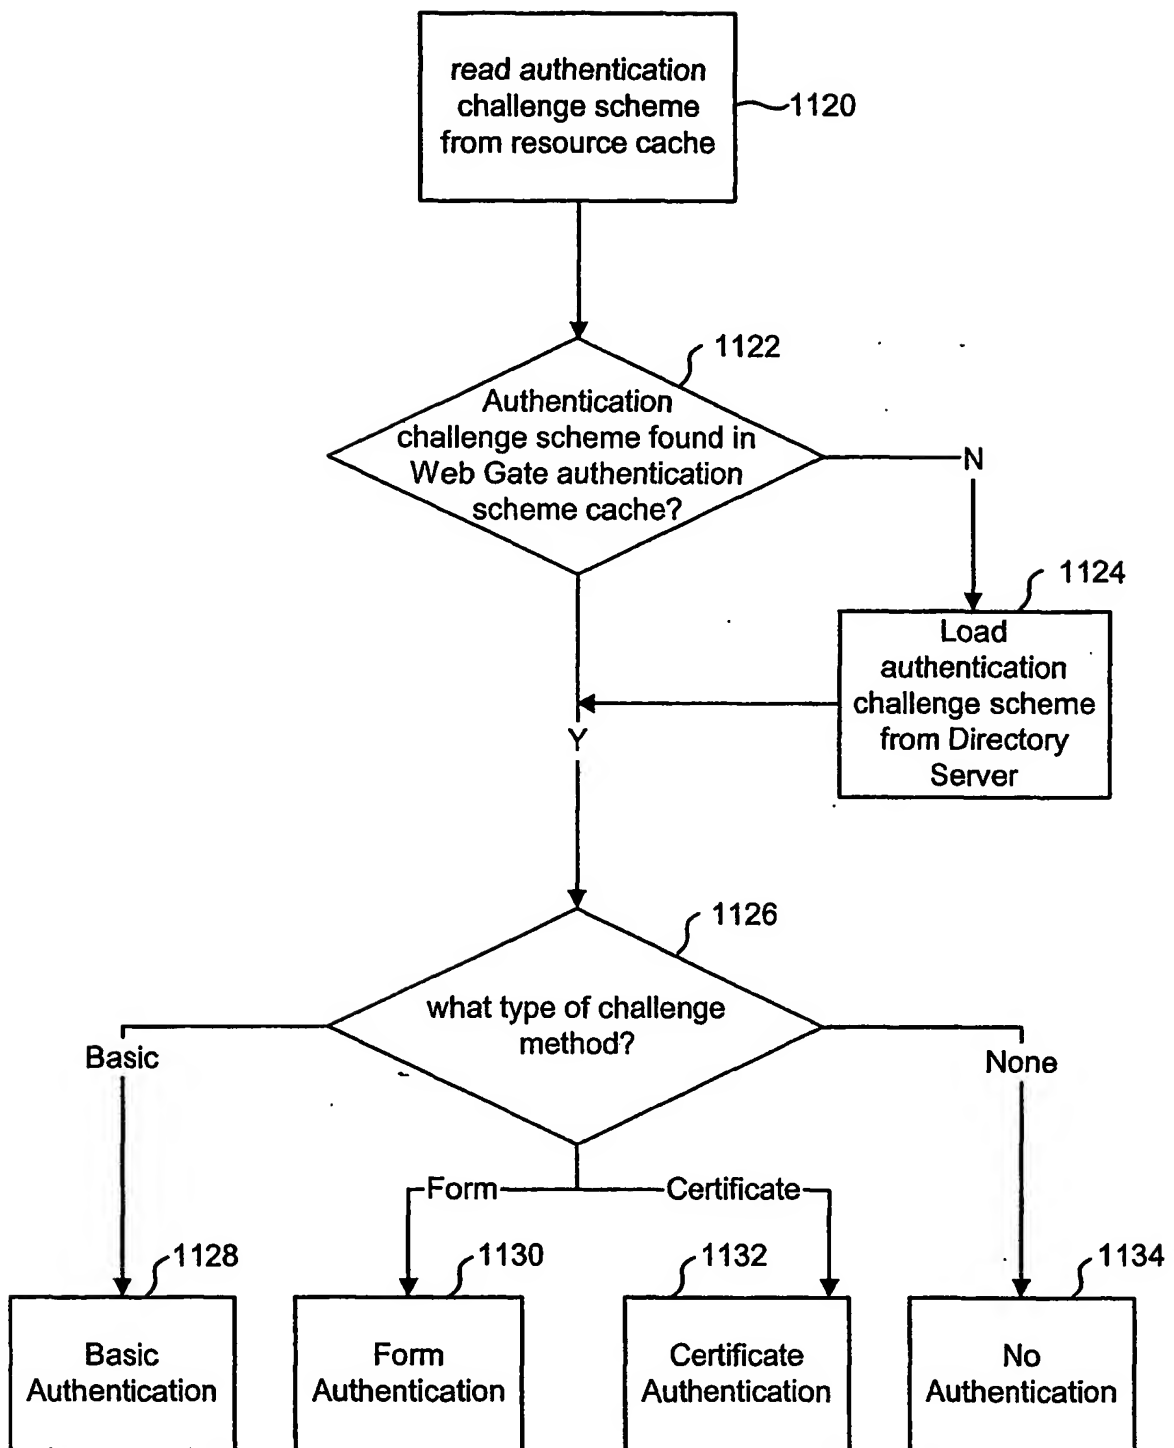 read authentication
challenge scheme
from resource cache
1120
1122
Authentication
challenge scheme found in
Web Gate authentication
scheme cache?
N
1124
Load
authentication
challenge scheme
from Directory
Server
Y
1126
what type of challenge
method?
Basic
None
Form
Certificate
1128
1130
1132
1134
Basic
Authentication
Form
Authentication
Certificate
Authentication
No
Authentication